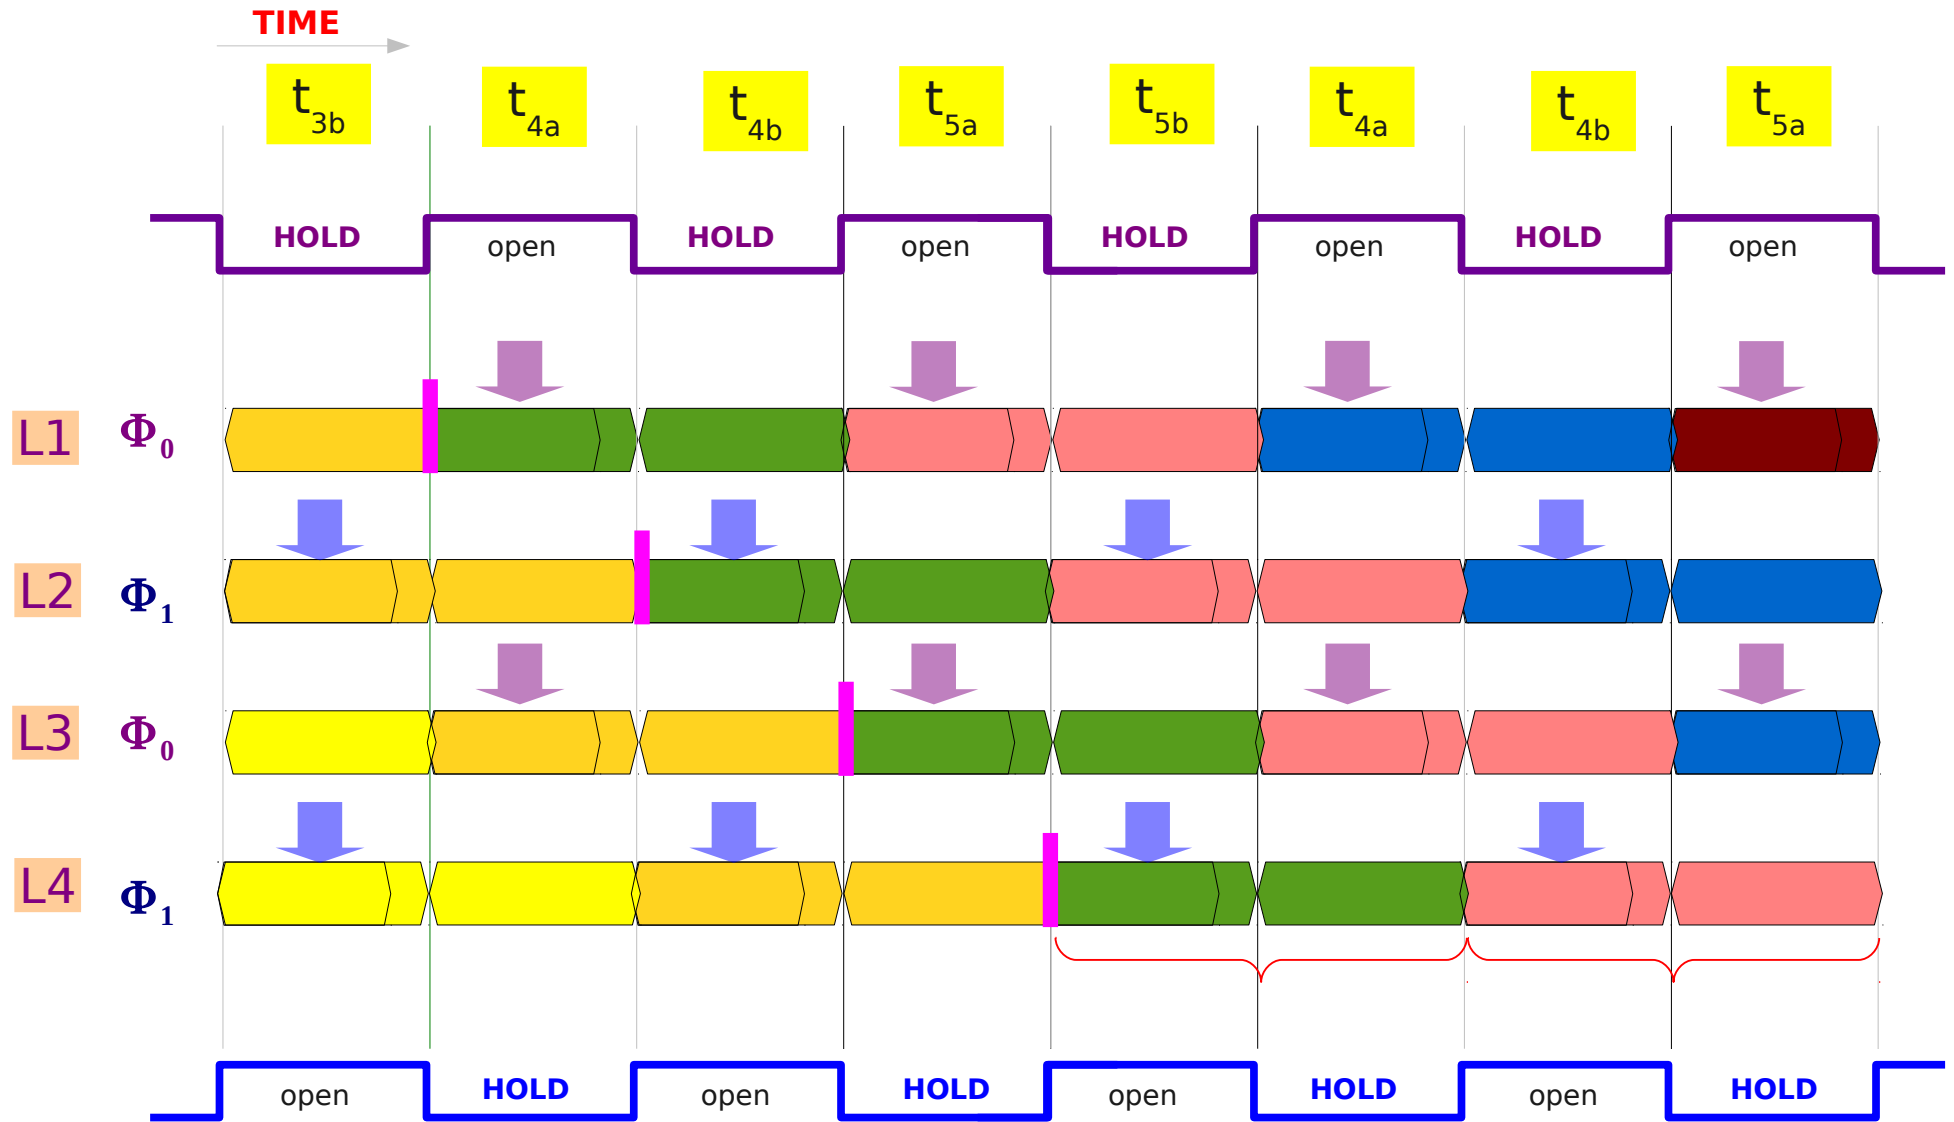 TIME
t3b t4a t4b t5a t5b t4a t4b t5a
HOLD open HOLD open HOLD open HOLD open
L1 Φ0
L2 Φ1
L3 Φ0
L4 Φ1
open HOLD open HOLD open HOLD open HOLD